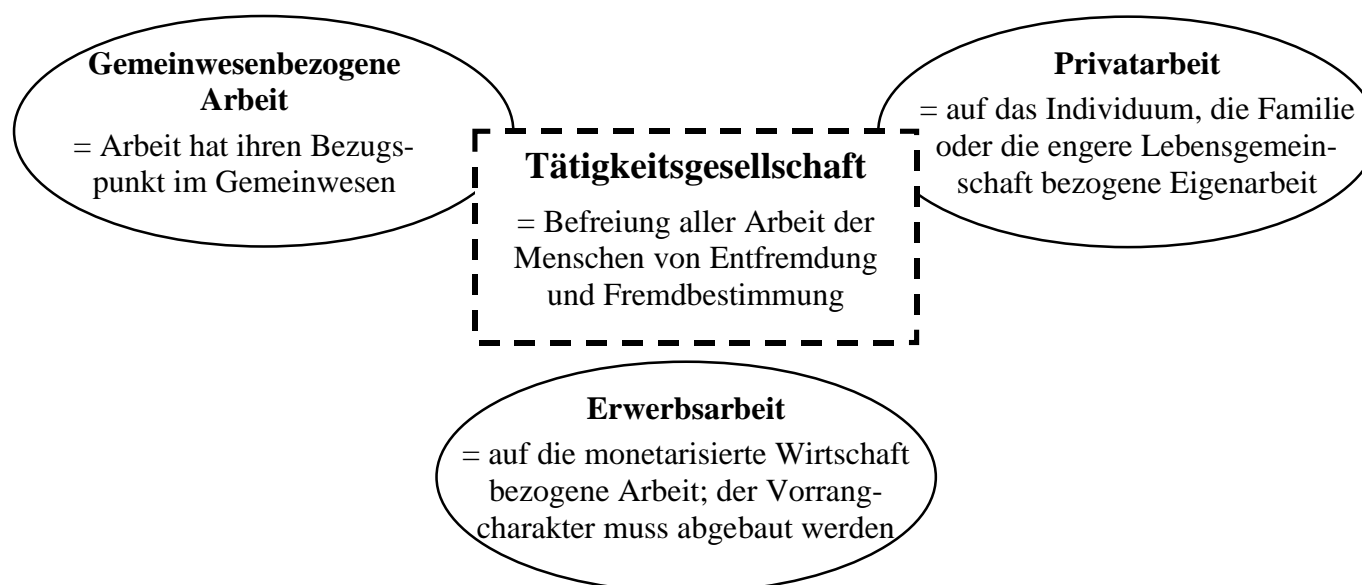 Gemeinwesenbezogene
Arbeit
= Arbeit hat ihren Bezugs-
punkt im Gemeinwesen
Tätigkeitsgesellschaft
= Befreiung aller Arbeit der
Menschen von Entfremdung
und Fremdbestimmung
Privatarbeit
= auf das Individuum, die Familie
oder die engere Lebensgemein-
schaft bezogene Eigenarbeit
Erwerbsarbeit
= auf die monetarisierte Wirtschaft
bezogene Arbeit; der Vorrang-
charakter muss abgebaut werden